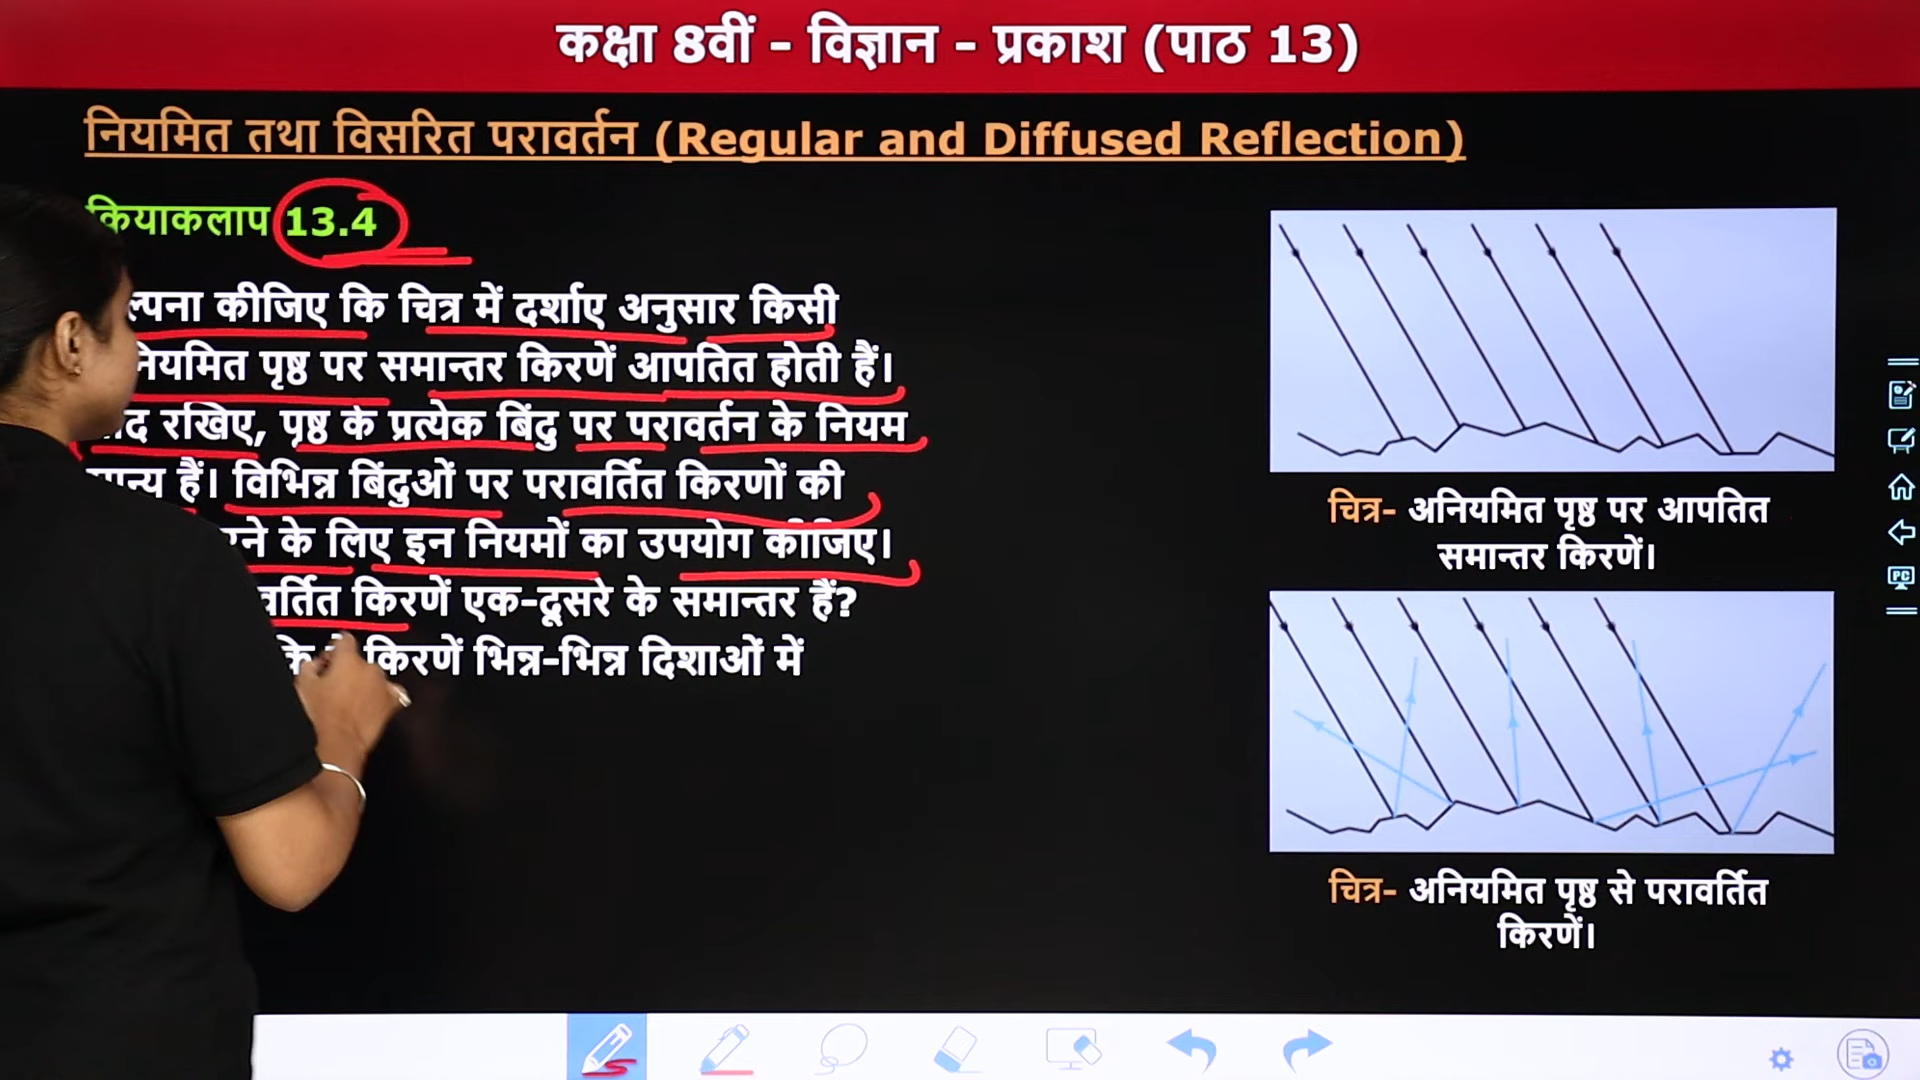 कक्षा 8वीं - विज्ञान - प्रकाश (पाठ 13)
नियमित तथा विसरित परावर्तन (Regular and Diffused Reflection)
क्रियाकलाप 13.4
कीजिए कि चित्र में दर्शाए अनुसार किसी
पृष्ठ पर समान्तर किरणें आपतित होती हैं।
रखिए, पृष्ठ के प्रत्येक बिंदु पर परावर्तन के नियम
हैं। विभिन्न बिंदुओं पर परावर्तित किरणों की
के लिए इन नियमों का उपयोग कीजिए।
किरणें एक-दूसरे के समान्तर हैं?
किरणें भिन्न-भिन्न दिशाओं में
चित्र- अनियमित पृष्ठ पर आपतित
समान्तर किरणें।
चित्र- अनियमित पृष्ठ से परावर्तित
किरणें।
PC